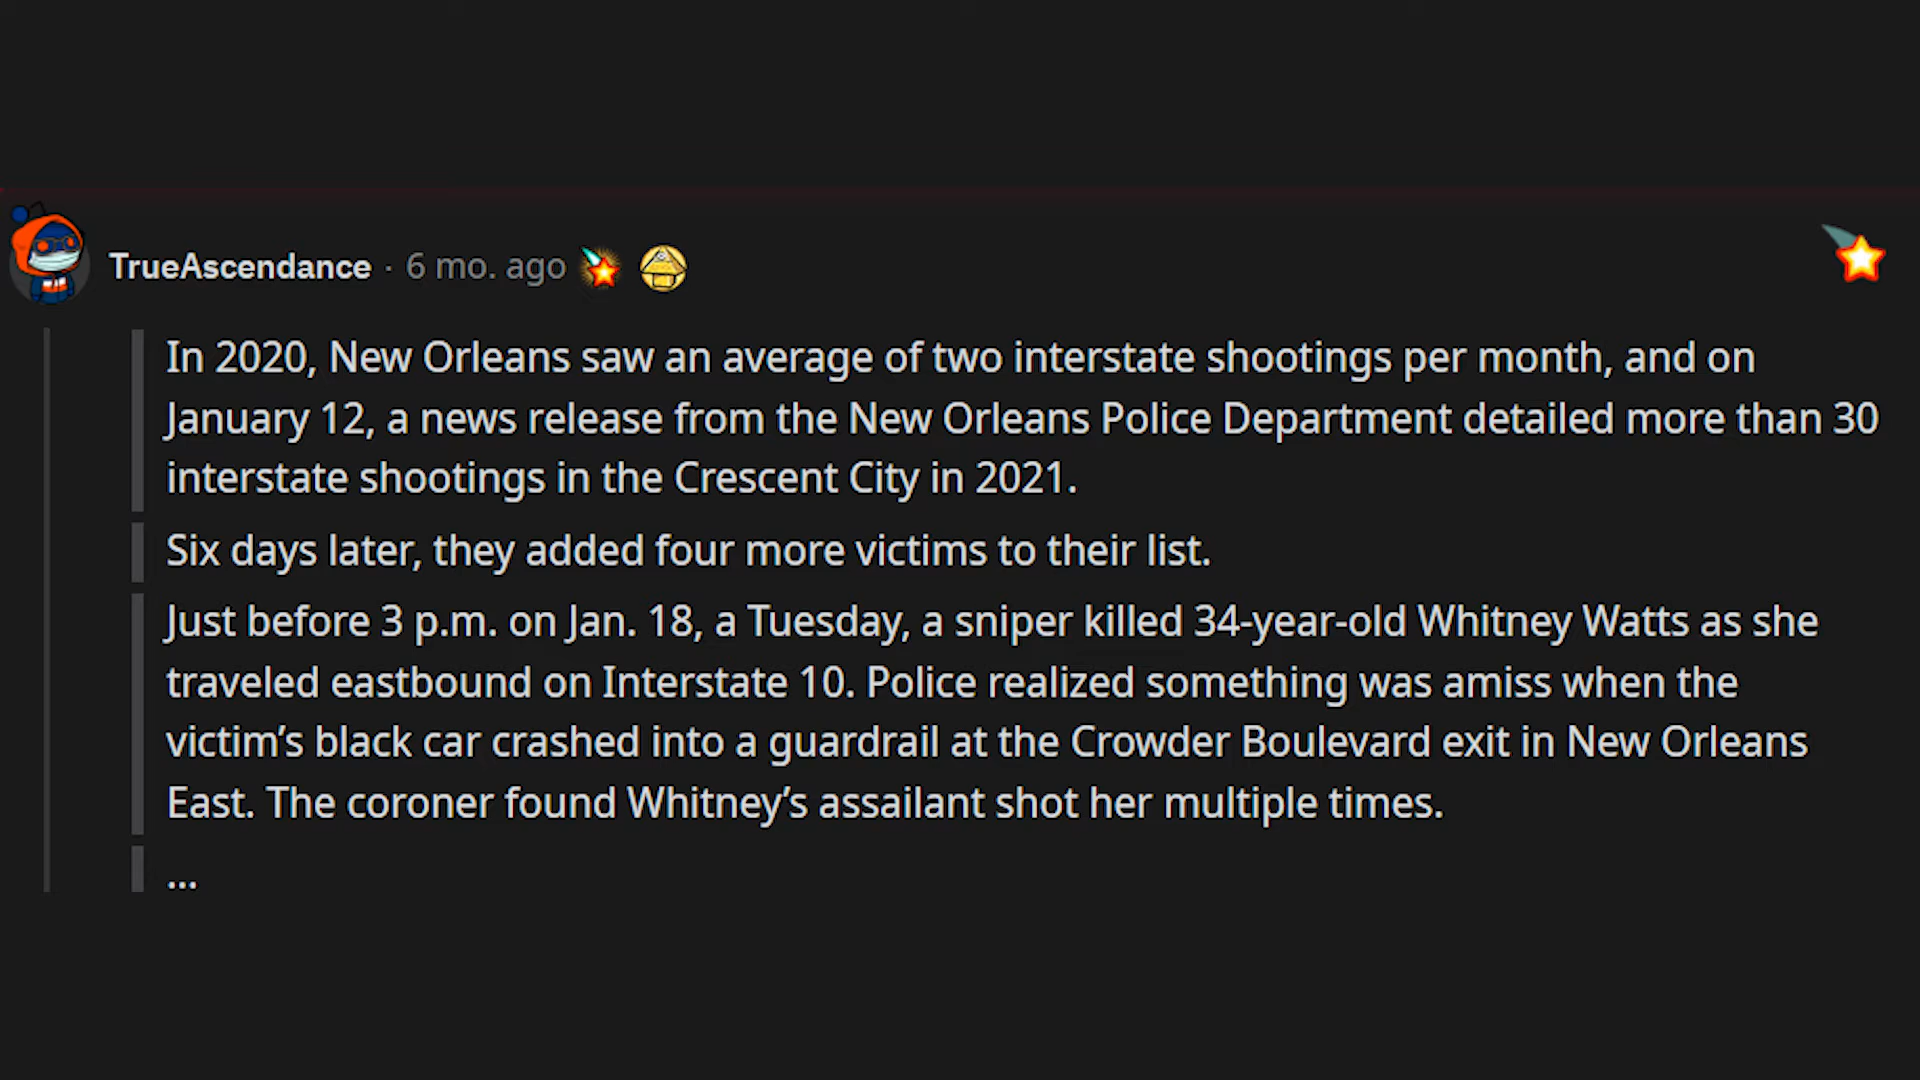 TrueAscendance · 6 mo. ago
In 2020, New Orleans saw an average of two interstate shootings per month, and on
January 12, a news release from the New Orleans Police Department detailed more than 30
interstate shootings in the Crescent City in 2021.
Six days later, they added four more victims to their list.
Just before 3 p.m. on Jan. 18, a Tuesday, a sniper killed 34-year-old Whitney Watts as she
traveled eastbound on Interstate 10. Police realized something was amiss when the
victim’s black car crashed into a guardrail at the Crowder Boulevard exit in New Orleans
East. The coroner found Whitney’s assailant shot her multiple times.
...